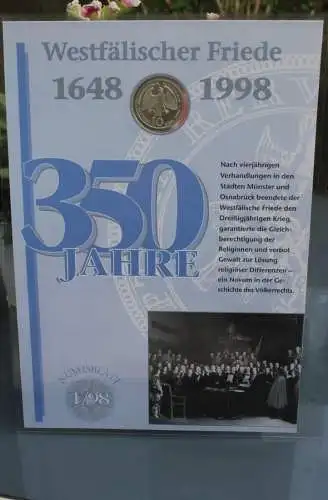 Westfälischer Friede
1648 1998
10
350
JAHRE
Nach vierjährigen
Verhandlungen in den
Städten Münster und
Osnabrück beendete der
Westfälische Friede den
Dreißigjährigen Krieg,
garantierte die Gleich-
berechtigung der
Religionen und verbot
Gewalt zur Lösung
religiöser Differenzen –
ein Novum in der Ge-
schichte des Völkerrechts.
NUMISBLATT
1/98